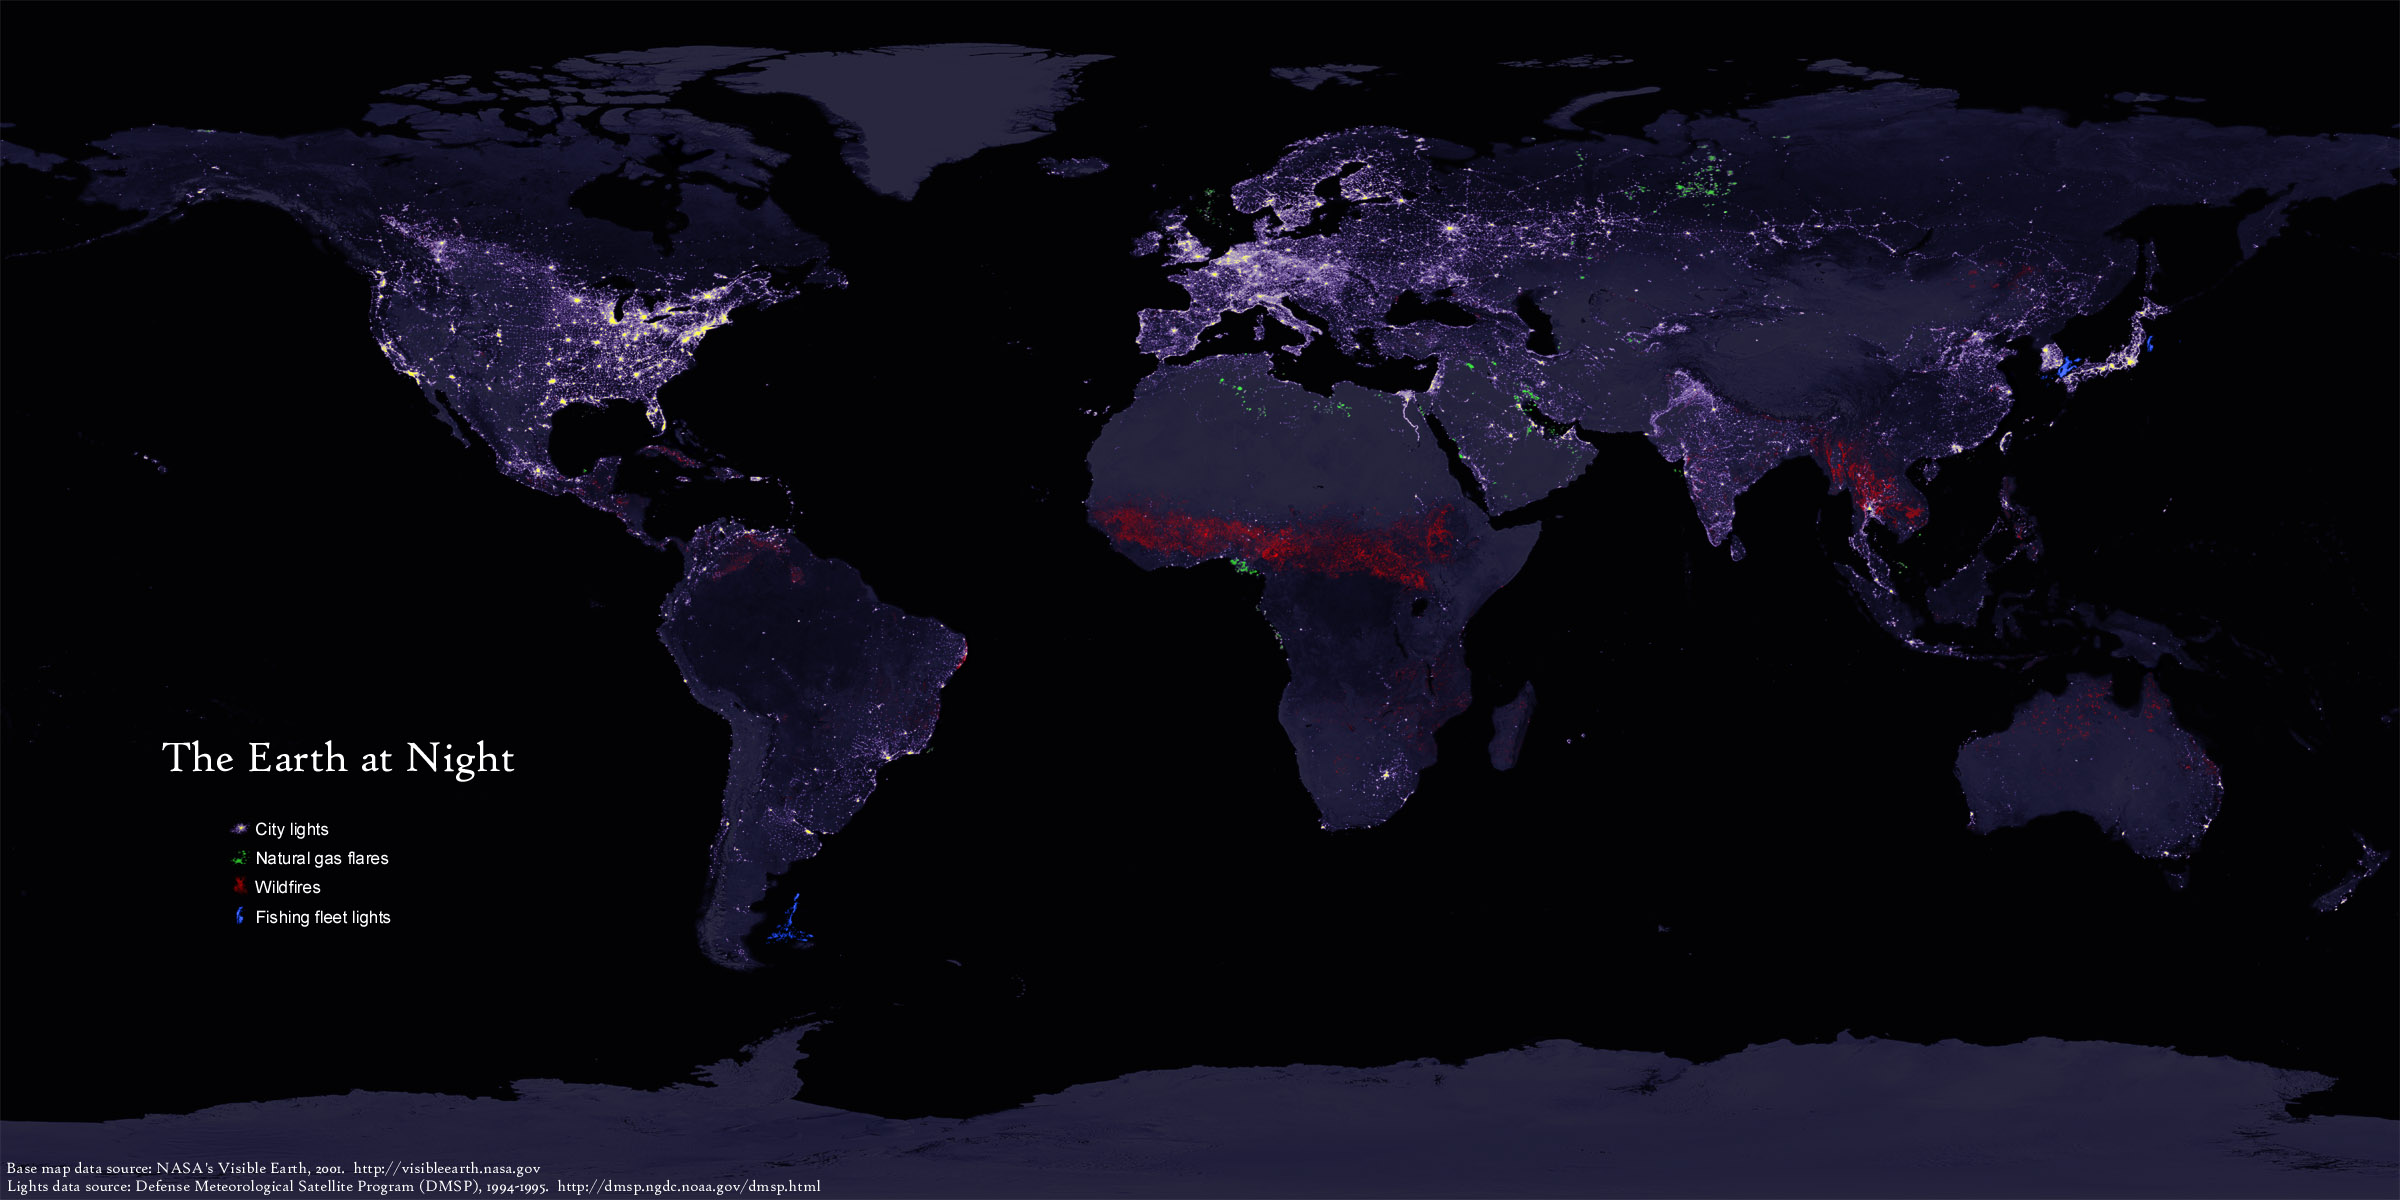 The Earth at Night
City lights
Natural gas flares
Wildfires
Fishing fleet lights
Base map data source: NASA's Visible Earth, 2001.  http://visibleearth.nasa.gov
Lights data source: Defense Meteorological Satellite Program (DMSP), 1994-1995.  http://dmsp.ngdc.noaa.gov/dmsp.html